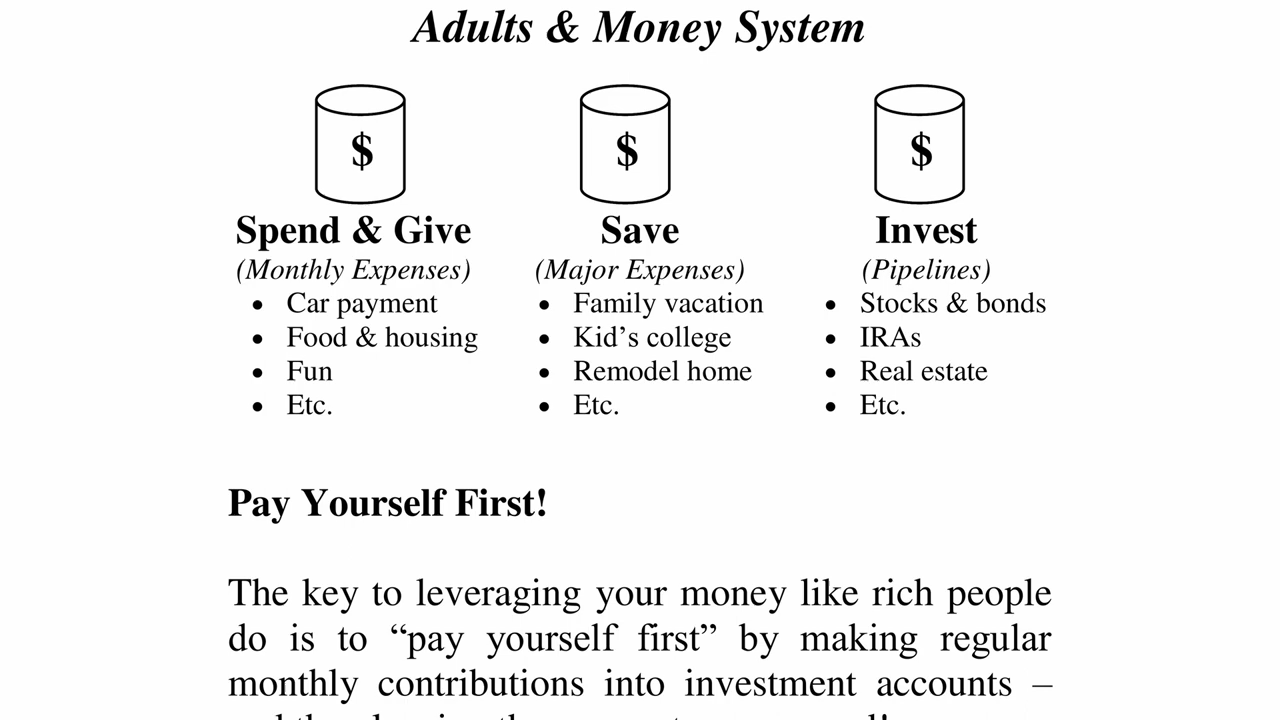 Adults & Money System
$ $ $
Spend & Give Save Invest
(Monthly Expenses) (Major Expenses) (Pipelines)
• Car payment • Family vacation • Stocks & bonds
• Food & housing • Kid’s college • IRAs
• Fun • Remodel home • Real estate
• Etc. • Etc. • Etc.
Pay Yourself First!
The key to leveraging your money like rich people
do is to “pay yourself first” by making regular
monthly contributions into investment accounts –